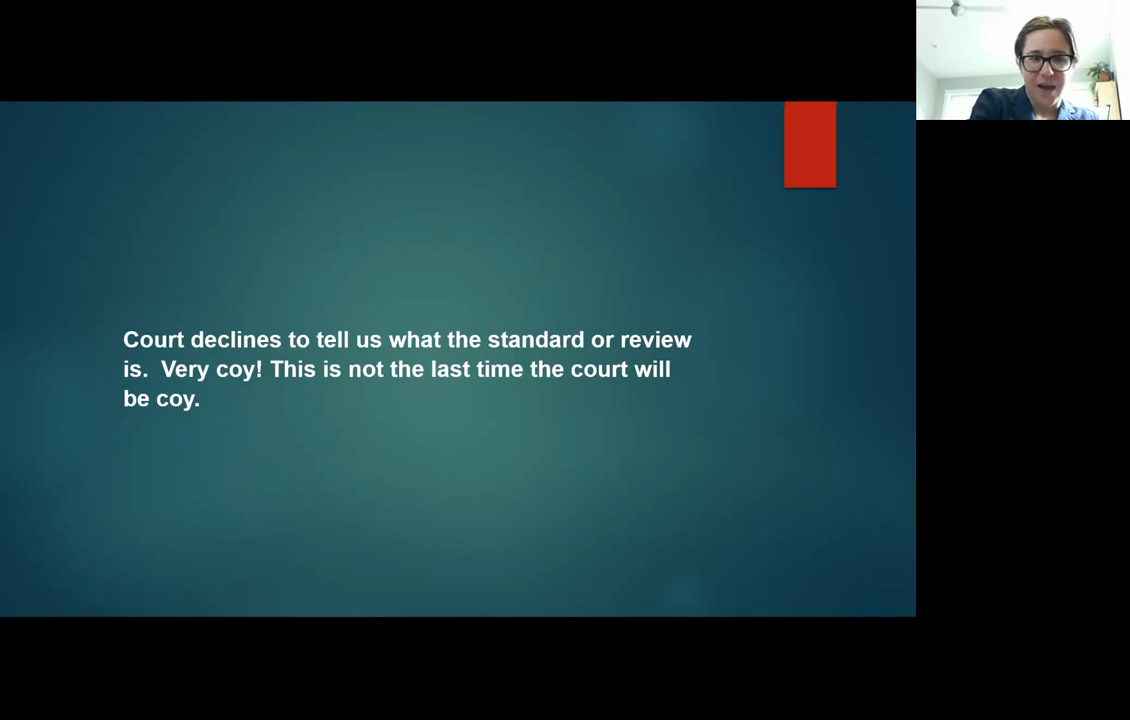 Court declines to tell us what the standard or review
is.  Very coy! This is not the last time the court will
be coy.